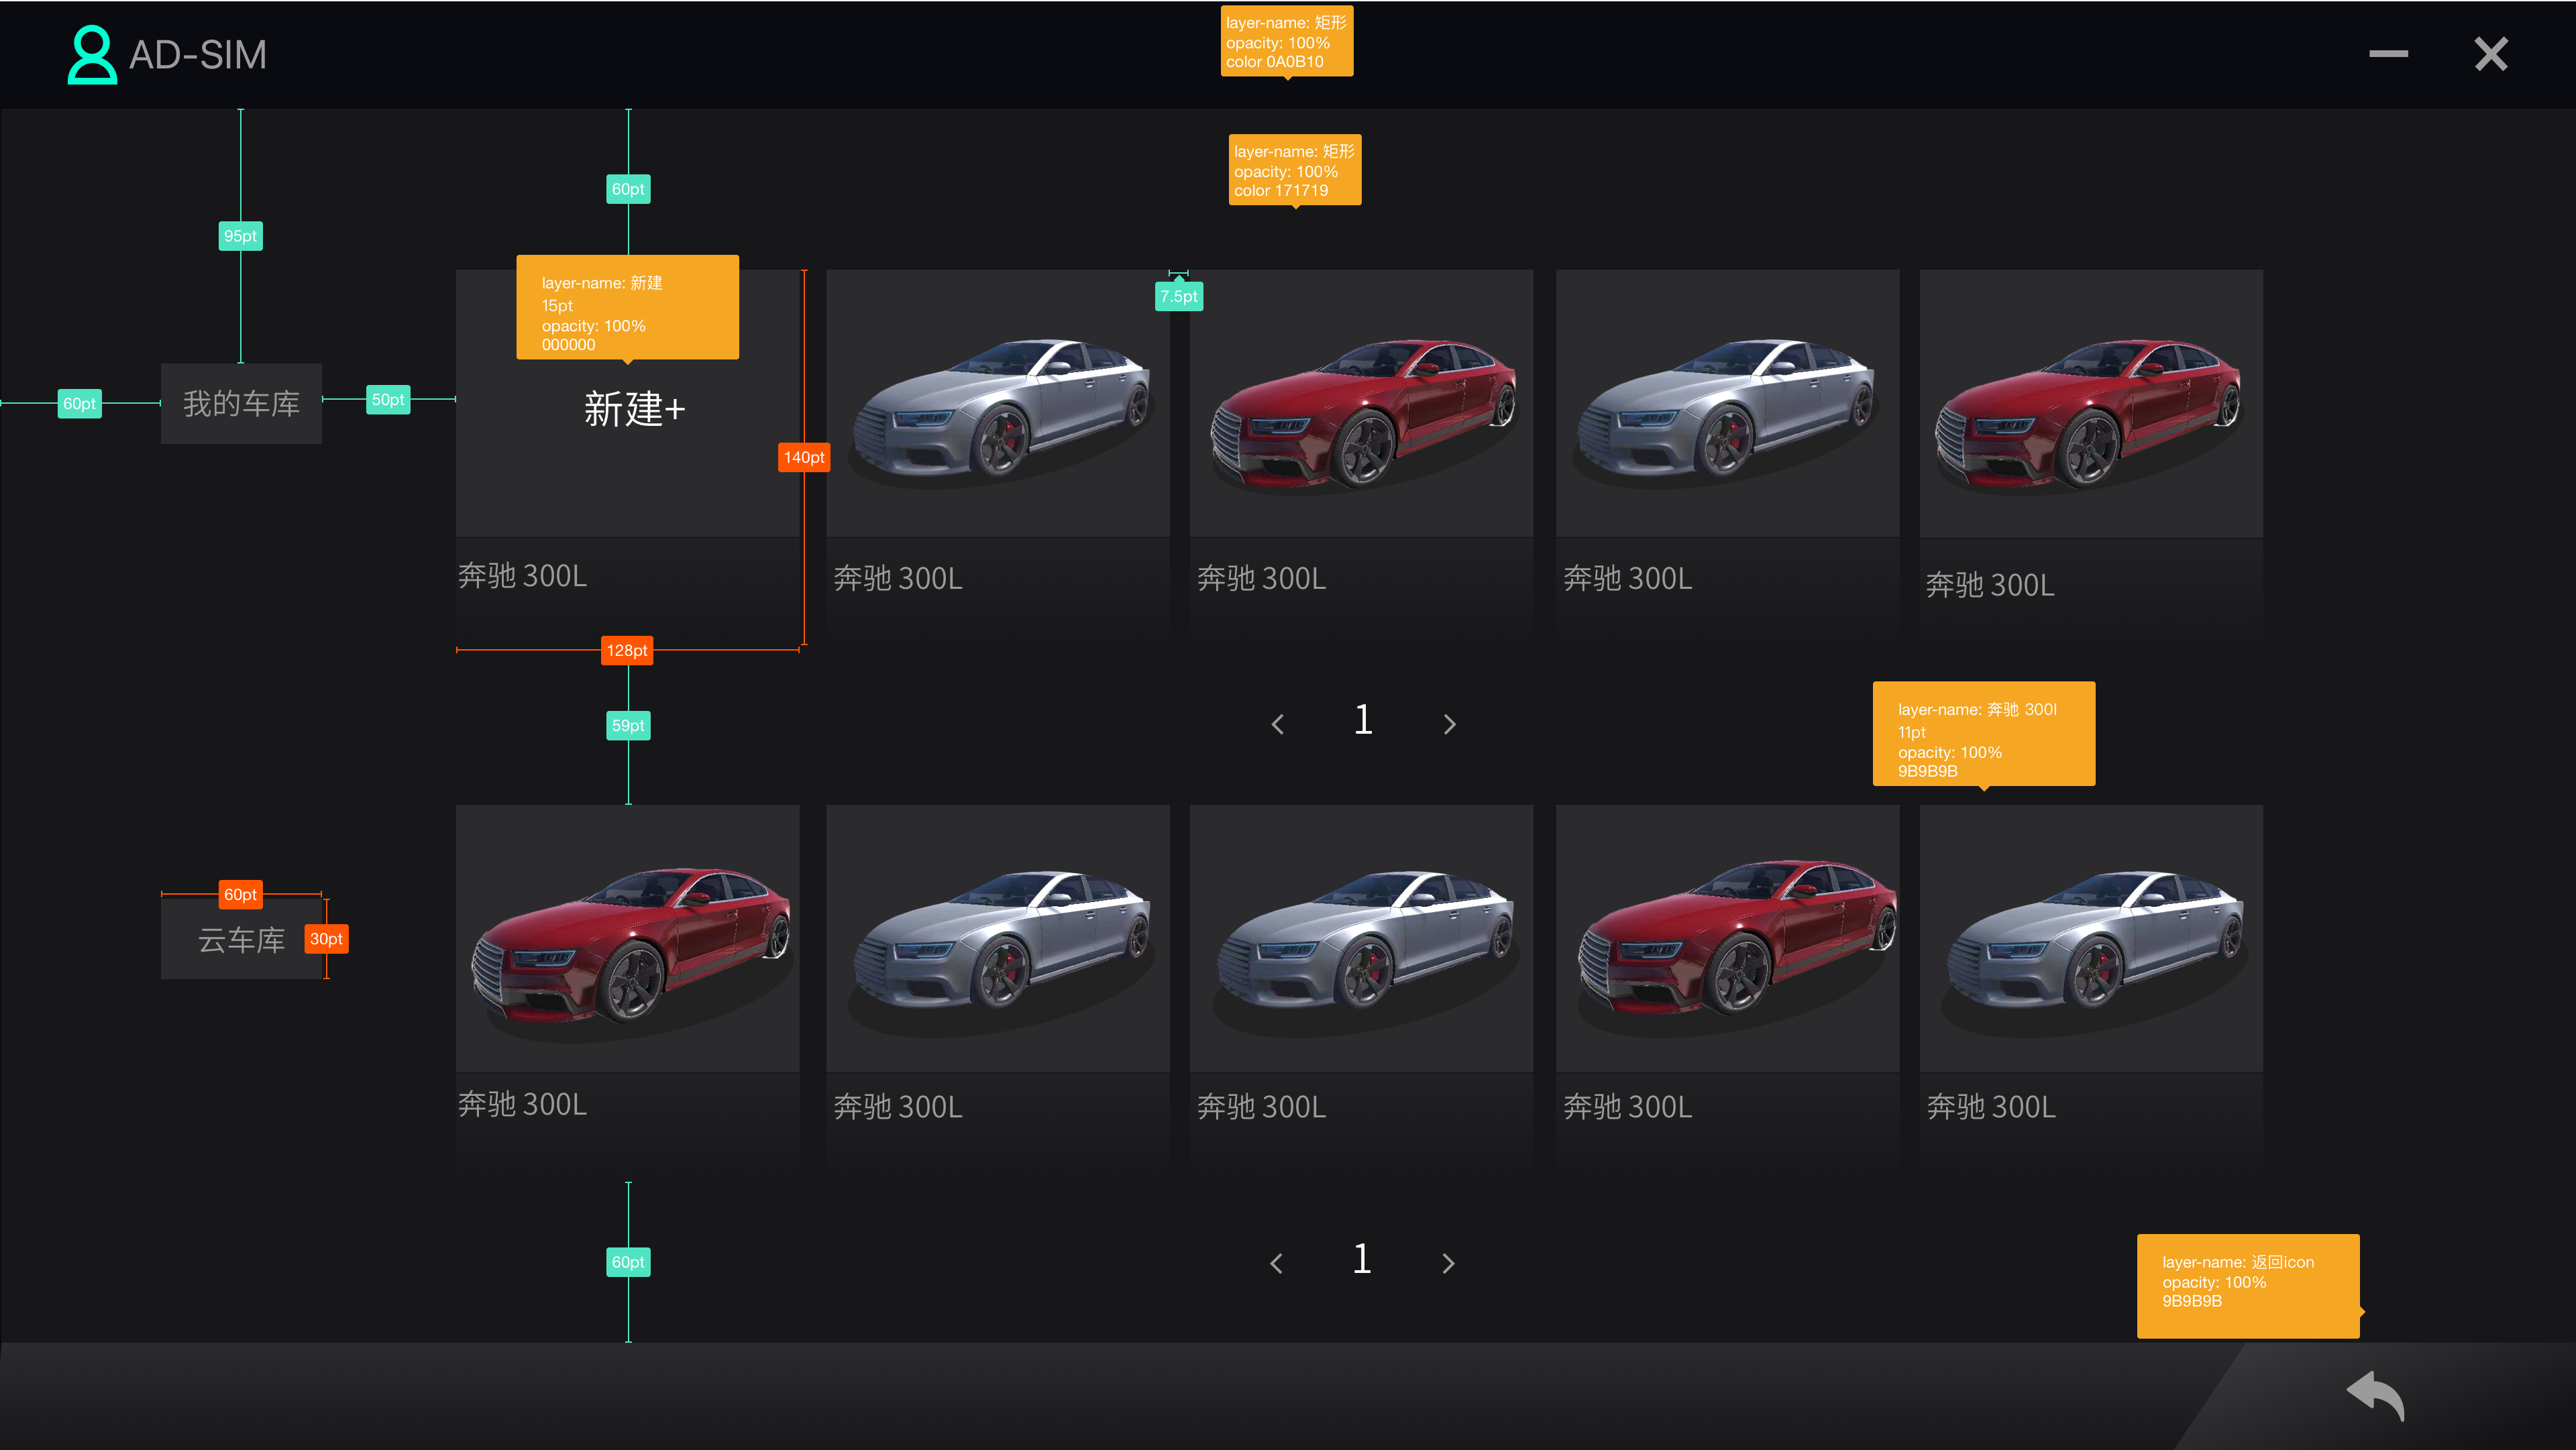 AD-SIM
layer-name: 矩形
opacity: 100%
color 0A0B10
layer-name: 矩形
opacity: 100%
color 171719
60pt
95pt
layer-name: 新建
15pt
opacity: 100%
000000
7.5pt
60pt
我的车库
50pt
新建+
140pt
奔驰 300L
奔驰 300L
奔驰 300L
奔驰 300L
奔驰 300L
128pt
59pt
< 1 >
layer-name: 奔驰 300l
11pt
opacity: 100%
9B9B9B
60pt
云车库
30pt
奔驰 300L
奔驰 300L
奔驰 300L
奔驰 300L
奔驰 300L
60pt
< 1 >
layer-name: 返回icon
opacity: 100%
9B9B9B